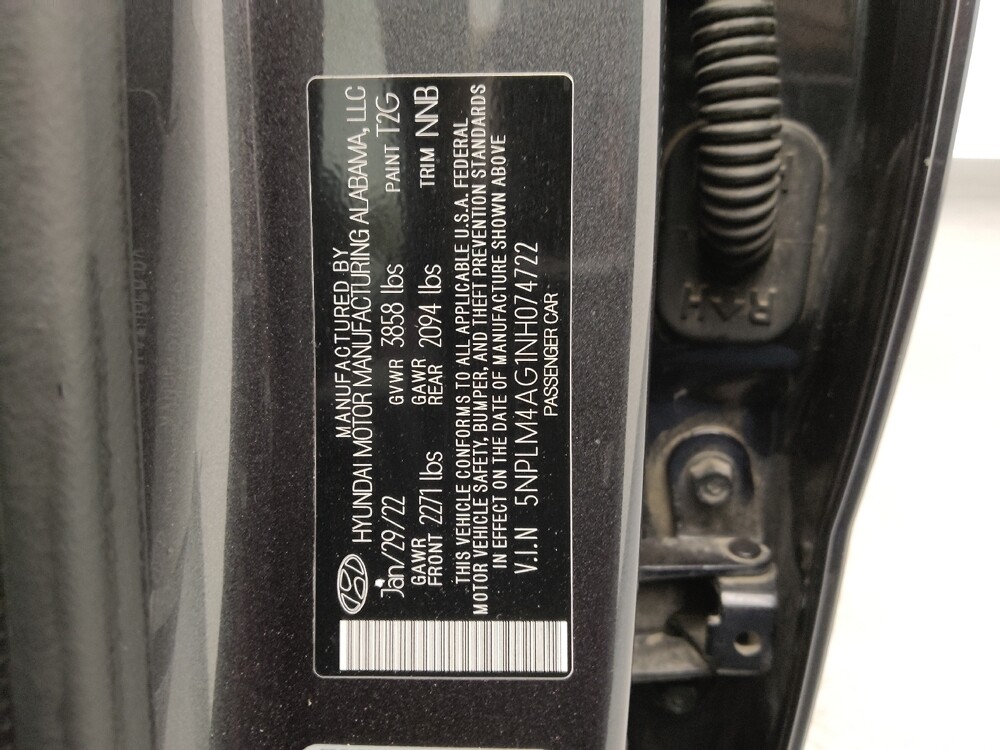 MANUFACTURED BY
HYUNDAI MOTOR MANUFACTURING ALABAMA, LLC
Jan/29/22 GVWR 3858 lbs PAINT T2G
GAWR FRONT 2271 lbs GAWR REAR 2094 lbs TRIM NNB
THIS VEHICLE CONFORMS TO ALL APPLICABLE U.S.A. FEDERAL
MOTOR VEHICLE SAFETY, BUMPER, AND THEFT PREVENTION STANDARDS
IN EFFECT ON THE DATE OF MANUFACTURE SHOWN ABOVE
V.I.N 5NPLM4AG1NH074722
PASSENGER CAR
RRH